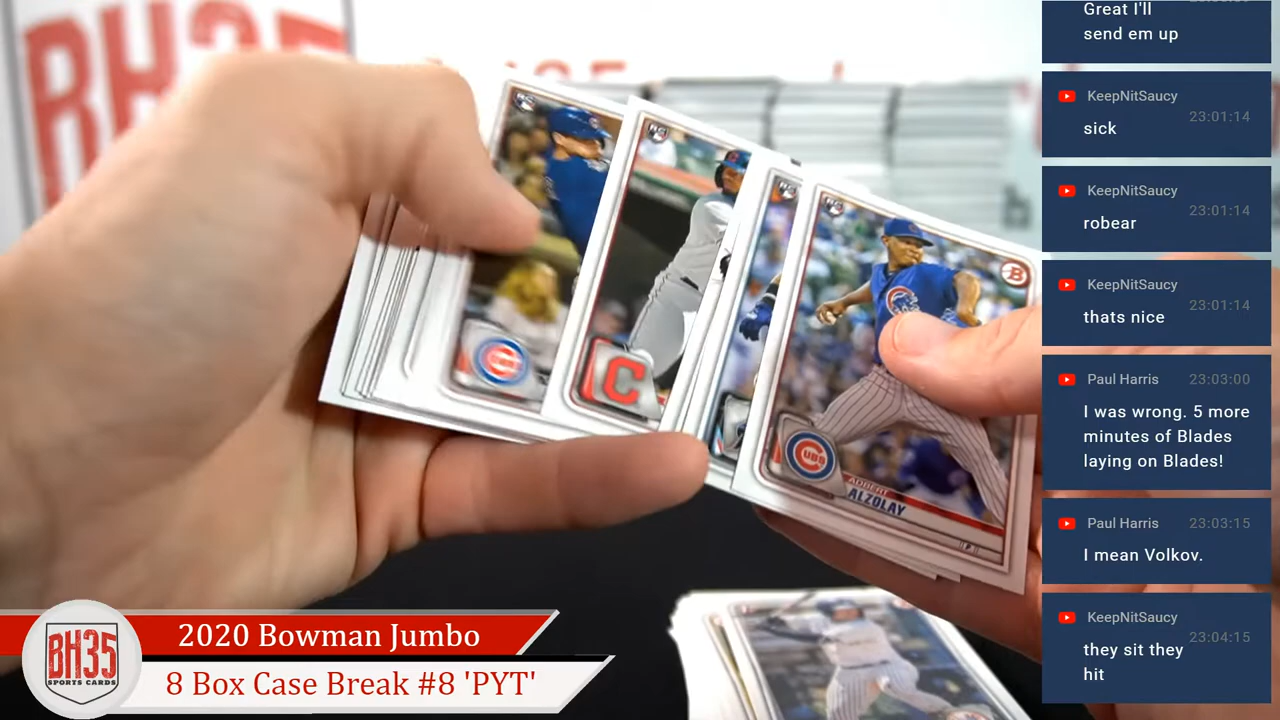 BH35
Great I'll
send em up
KeepNitSaucy
23:01:14
sick
KeepNitSaucy
23:01:14
robear
KeepNitSaucy
23:01:14
thats nice
Paul Harris 23:03:00
I was wrong. 5 more
minutes of Blades
laying on Blades!
Paul Harris 23:03:15
I mean Volkov.
KeepNitSaucy
23:04:15
they sit they
hit
B
C
CUBS
ADBERT
ALZOLAY
BH35
SPORTS CARDS
2020 Bowman Jumbo
8 Box Case Break #8 'PYT'